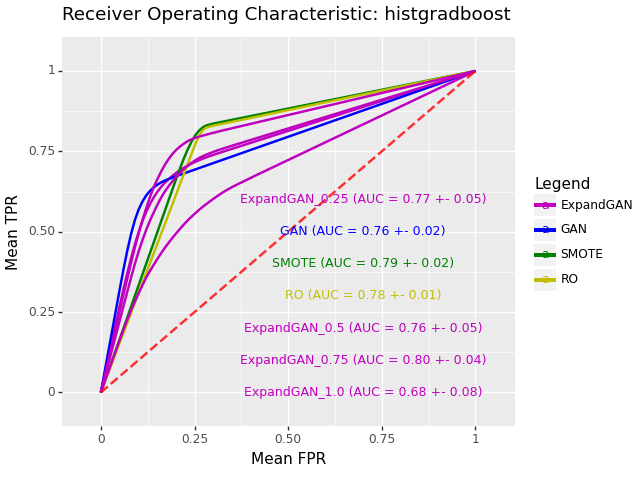 Receiver Operating Characteristic: histgradboost
1
0.75
0.50
0.25
0
Mean TPR
ExpandGAN_0.25 (AUC = 0.77 +- 0.05)
GAN (AUC = 0.76 +- 0.02)
SMOTE (AUC = 0.79 +- 0.02)
RO (AUC = 0.78 +- 0.01)
ExpandGAN_0.5 (AUC = 0.76 +- 0.05)
ExpandGAN_0.75 (AUC = 0.80 +- 0.04)
ExpandGAN_1.0 (AUC = 0.68 +- 0.08)
0 0.25 0.50 0.75 1
Mean FPR
Legend
a ExpandGAN
a GAN
a SMOTE
a RO